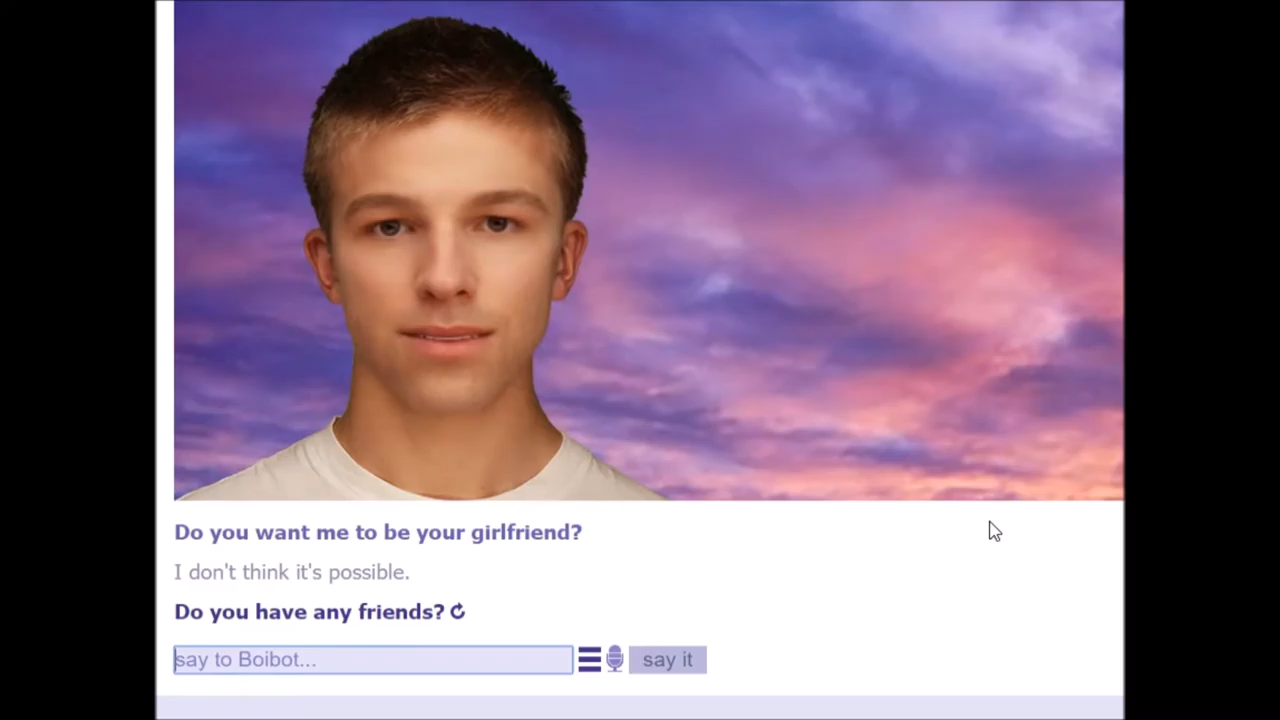 Do you want me to be your girlfriend?
I don't think it's possible.
Do you have any friends?
say to Boibot...
say it